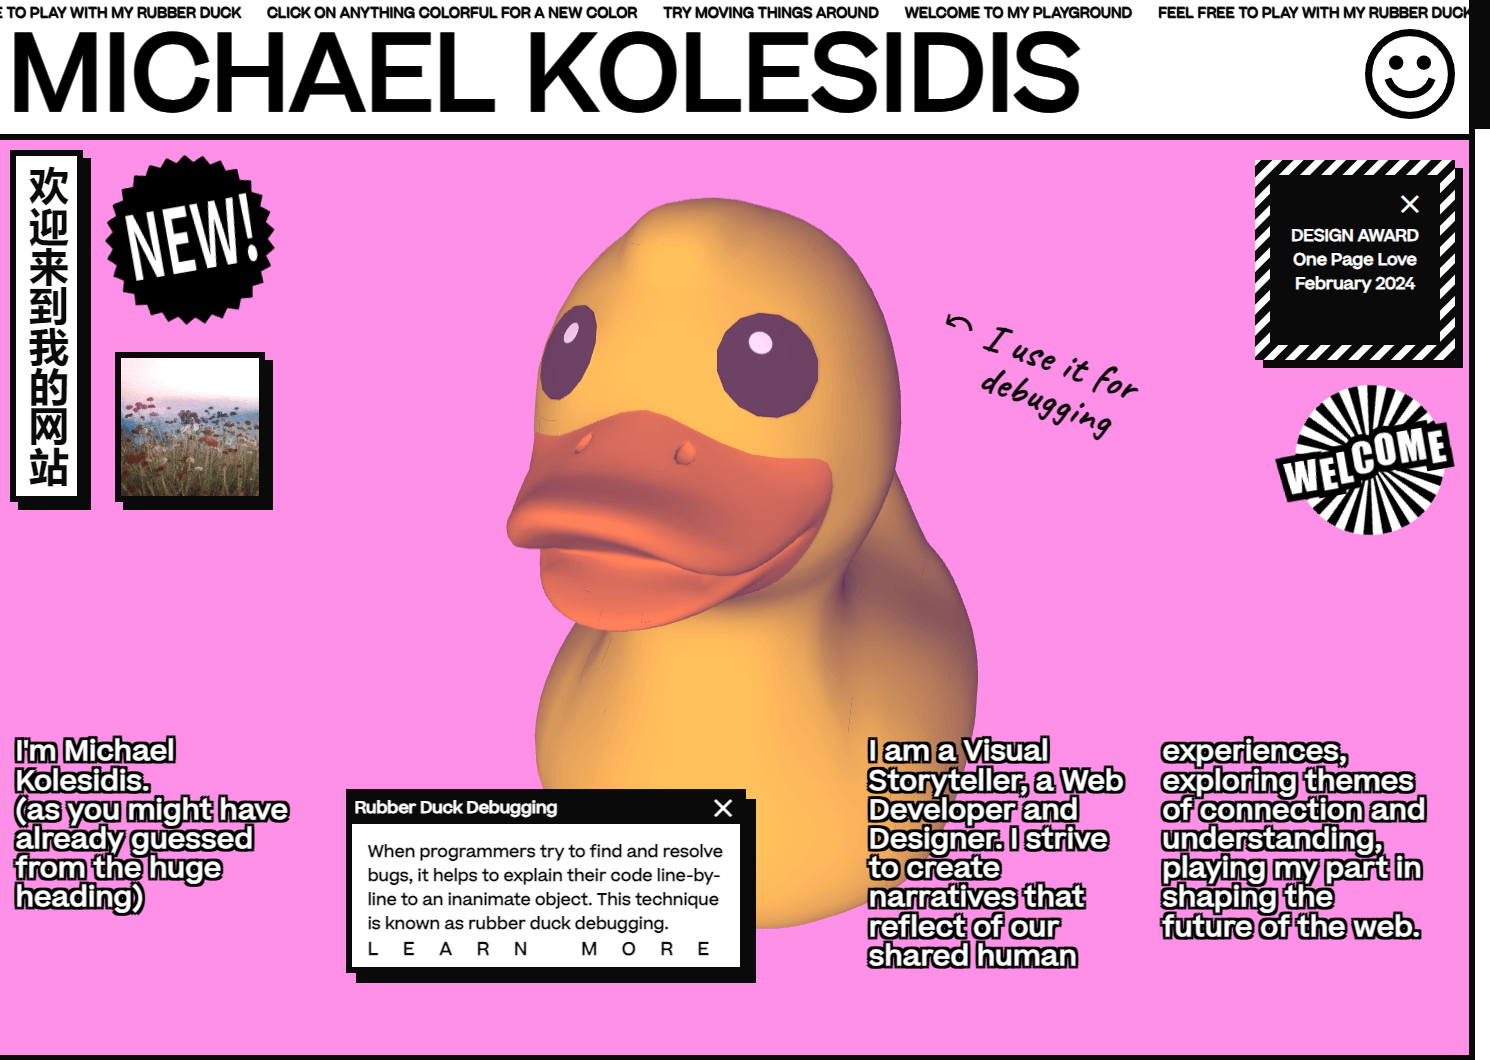 E TO PLAY WITH MY RUBBER DUCK CLICK ON ANYTHING COLORFUL FOR A NEW COLOR TRY MOVING THINGS AROUND WELCOME TO MY PLAYGROUND FEEL FREE TO PLAY WITH MY RUBBER DUCK
MICHAEL KOLESIDIS
欢迎来到我的网站
NEW!
DESIGN AWARD
One Page Love
February 2024
I use it for
debugging
WELCOME
I'm Michael
Kolesidis.
(as you might have
already guessed
from the huge
heading)
Rubber Duck Debugging
When programmers try to find and resolve
bugs, it helps to explain their code line-by-
line to an inanimate object. This technique
is known as rubber duck debugging.
LEARN MORE
I am a Visual
Storyteller, a Web
Developer and
Designer. I strive
to create
narratives that
reflect of our
shared human
experiences,
exploring themes
of connection and
understanding,
playing my part in
shaping the
future of the web.